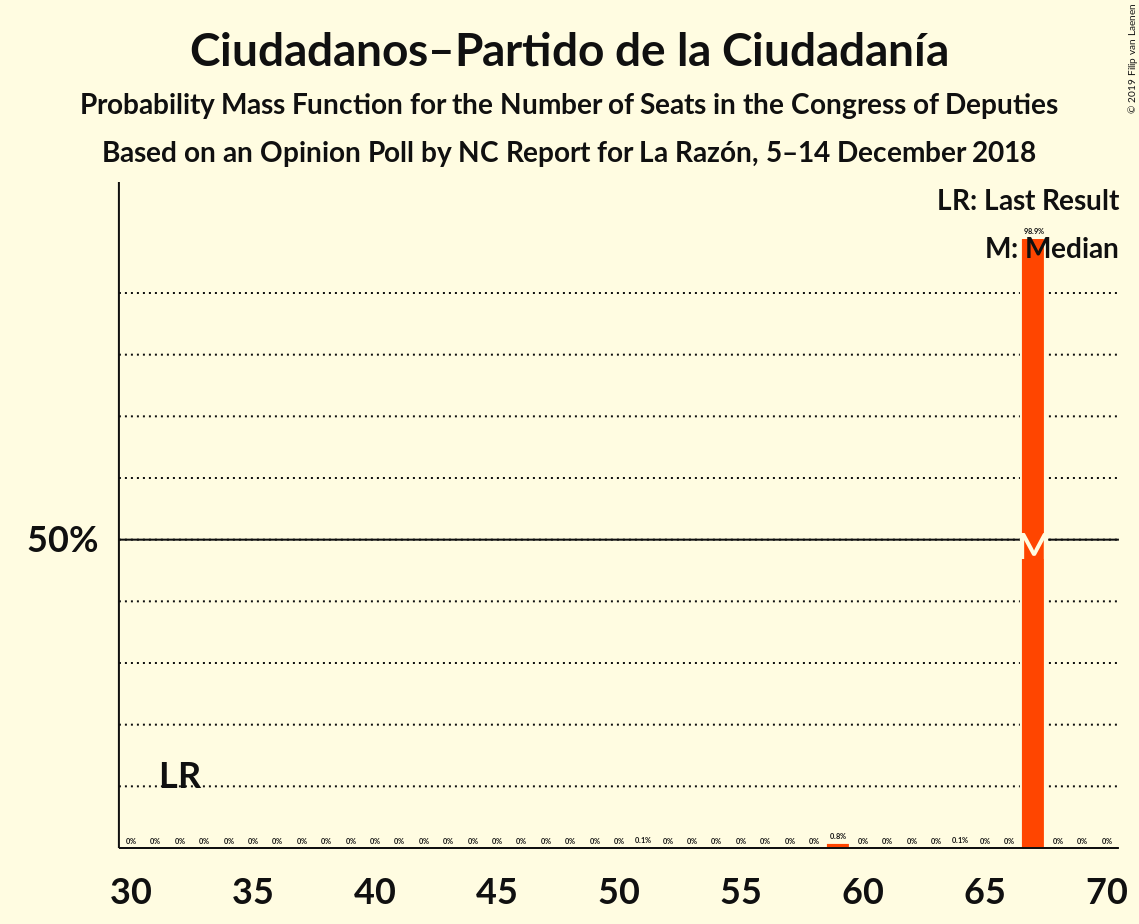 Ciudadanos–Partido de la Ciudadanía
Probability Mass Function for the Number of Seats in the Congress of Deputies
Based on an Opinion Poll by NC Report for La Razón, 5–14 December 2018
© 2019 Filip van Laenen
LR: Last Result
98.9%
M: Median
50%
M
LR
0% 0% 0% 0% 0% 0% 0% 0% 0% 0% 0% 0% 0% 0% 0% 0% 0% 0% 0% 0% 0% 0.1% 0% 0% 0% 0% 0% 0% 0% 0.8% 0% 0% 0% 0% 0.1% 0% 0% 0% 0% 0%
30 35 40 45 50 55 60 65 70